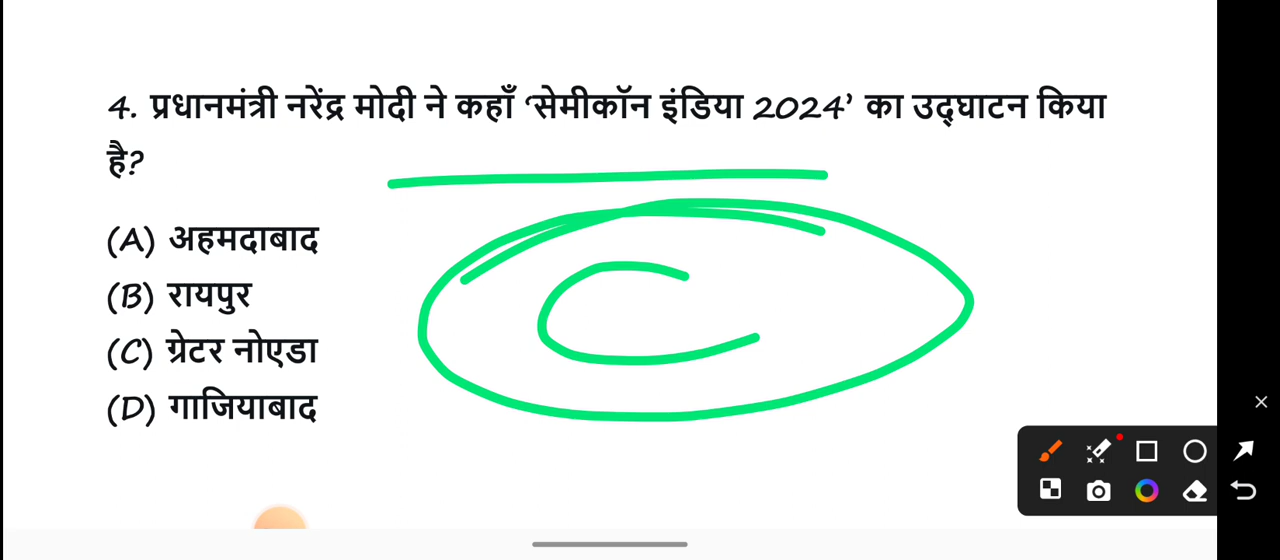 4. प्रधानमंत्री नरेंद्र मोदी ने कहाँ ‘सेमीकॉन इंडिया 2024’ का उद्घाटन किया
है?
(A) अहमदाबाद
(B) रायपुर
(C) ग्रेटर नोएडा
(D) गाजियाबाद
C